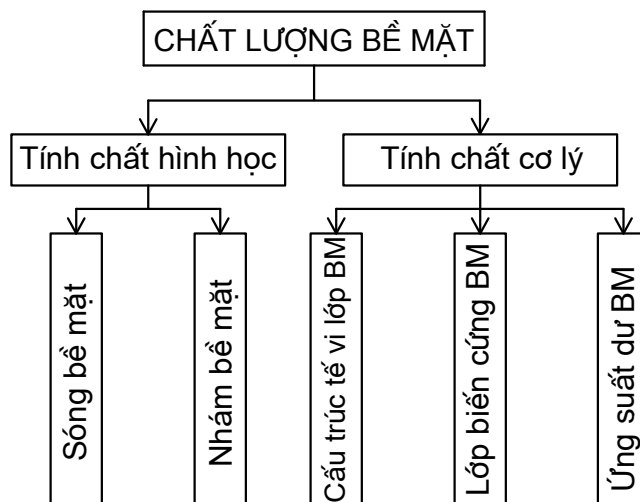 CHẤT LƯỢNG BỀ MẶT
Tính chất hình học
Tính chất cơ lý
Sóng bề mặt
Nhám bề mặt
Cấu trúc tế vi lớp BM
Lớp biến cứng BM
Ứng suất dư BM